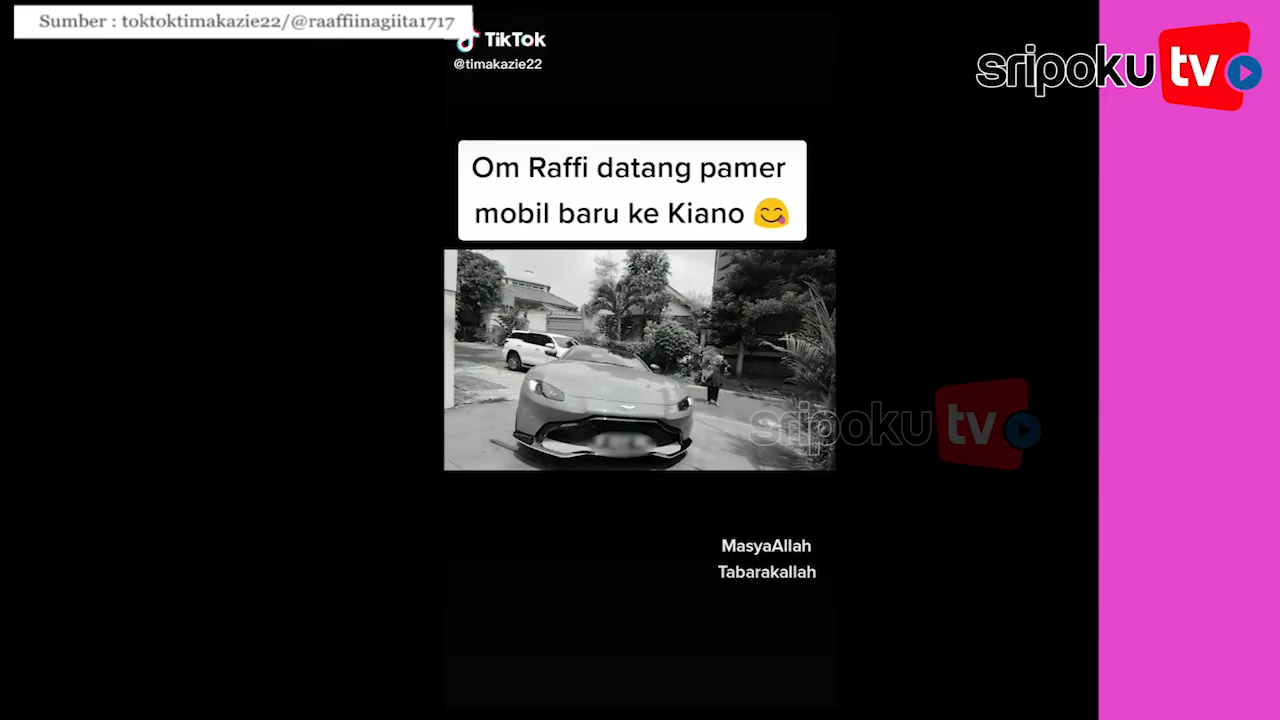 Sumber : toktoktimakazie22/@raaffiinagiita1717
TikTok
@timakazie22
sripoku tv
Om Raffi datang pamer
mobil baru ke Kiano 😋
sripoku tv
MasyaAllah
Tabarakallah